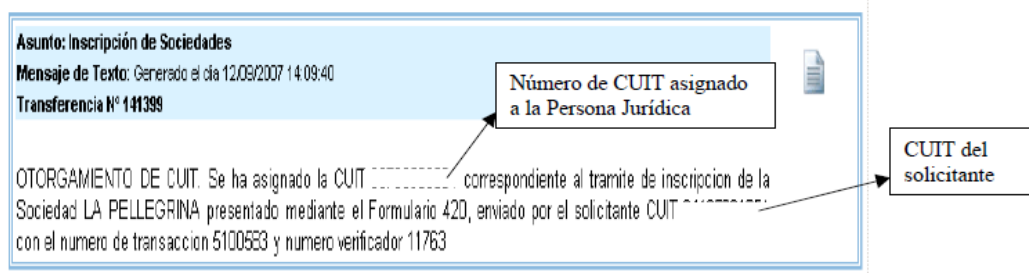 Asunto: Inscripción de Sociedades
Mensaje de Texto: Generado el día 12/09/2007 14:09:40
Transferencia Nº 141399
Número de CUIT asignado
a la Persona Jurídica
OTORGAMIENTO DE CUIT. Se ha asignado la CUIT correspondiente al tramite de inscripcion de la
Sociedad LA PELLEGRINA presentado mediante el Formulario 420, enviado por el solicitante CUIT
con el numero de transaccion 5100553 y numero verificador 11763
CUIT del
solicitante